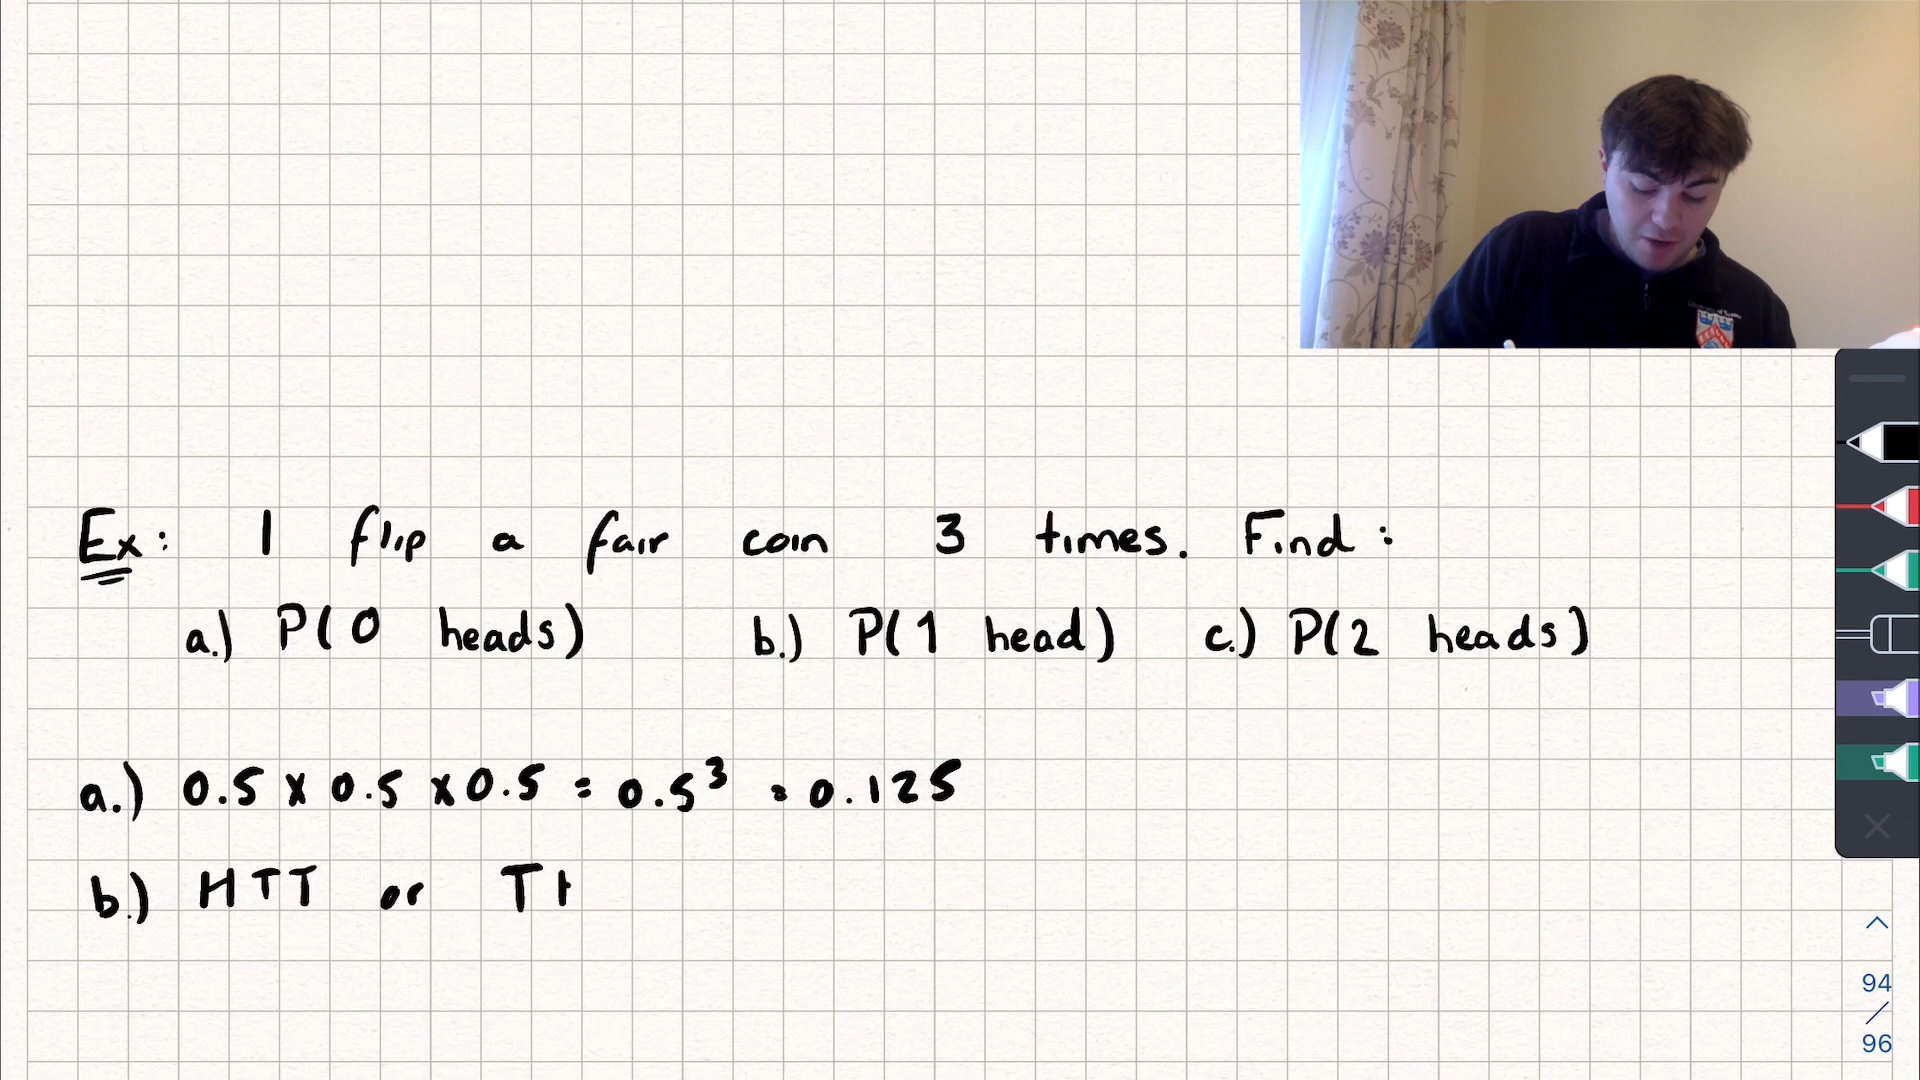 Ex: I flip a fair coin 3 times. Find:
a.) P(0 heads) b.) P(1 head) c.) P(2 heads)
a.) 0.5 x 0.5 x 0.5 = 0.5³ = 0.125
b.) HTT or T
94
/
96